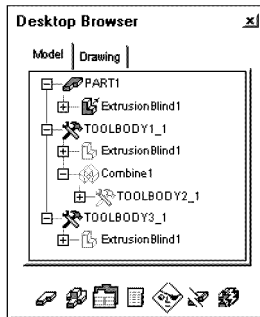 Desktop Browser
Model
Drawing
PART1
ExtrusionBlind1
TOOLBODY1_1
ExtrusionBlind1
Combine1
TOOLBODY2_1
TOOLBODY3_1
ExtrusionBlind1